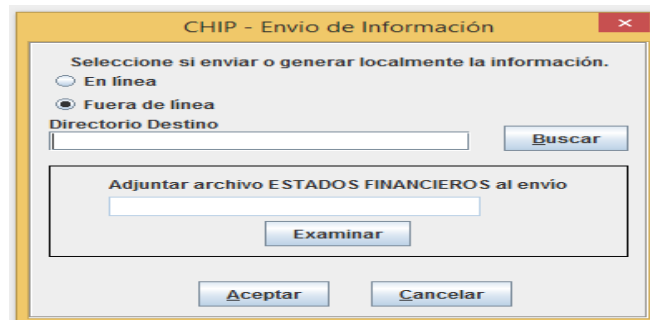 CHIP - Envio de Información
Seleccione si enviar o generar localmente la información.
En línea
Fuera de línea
Directorio Destino
Buscar
Adjuntar archivo ESTADOS FINANCIEROS al envío
Examinar
Aceptar Cancelar